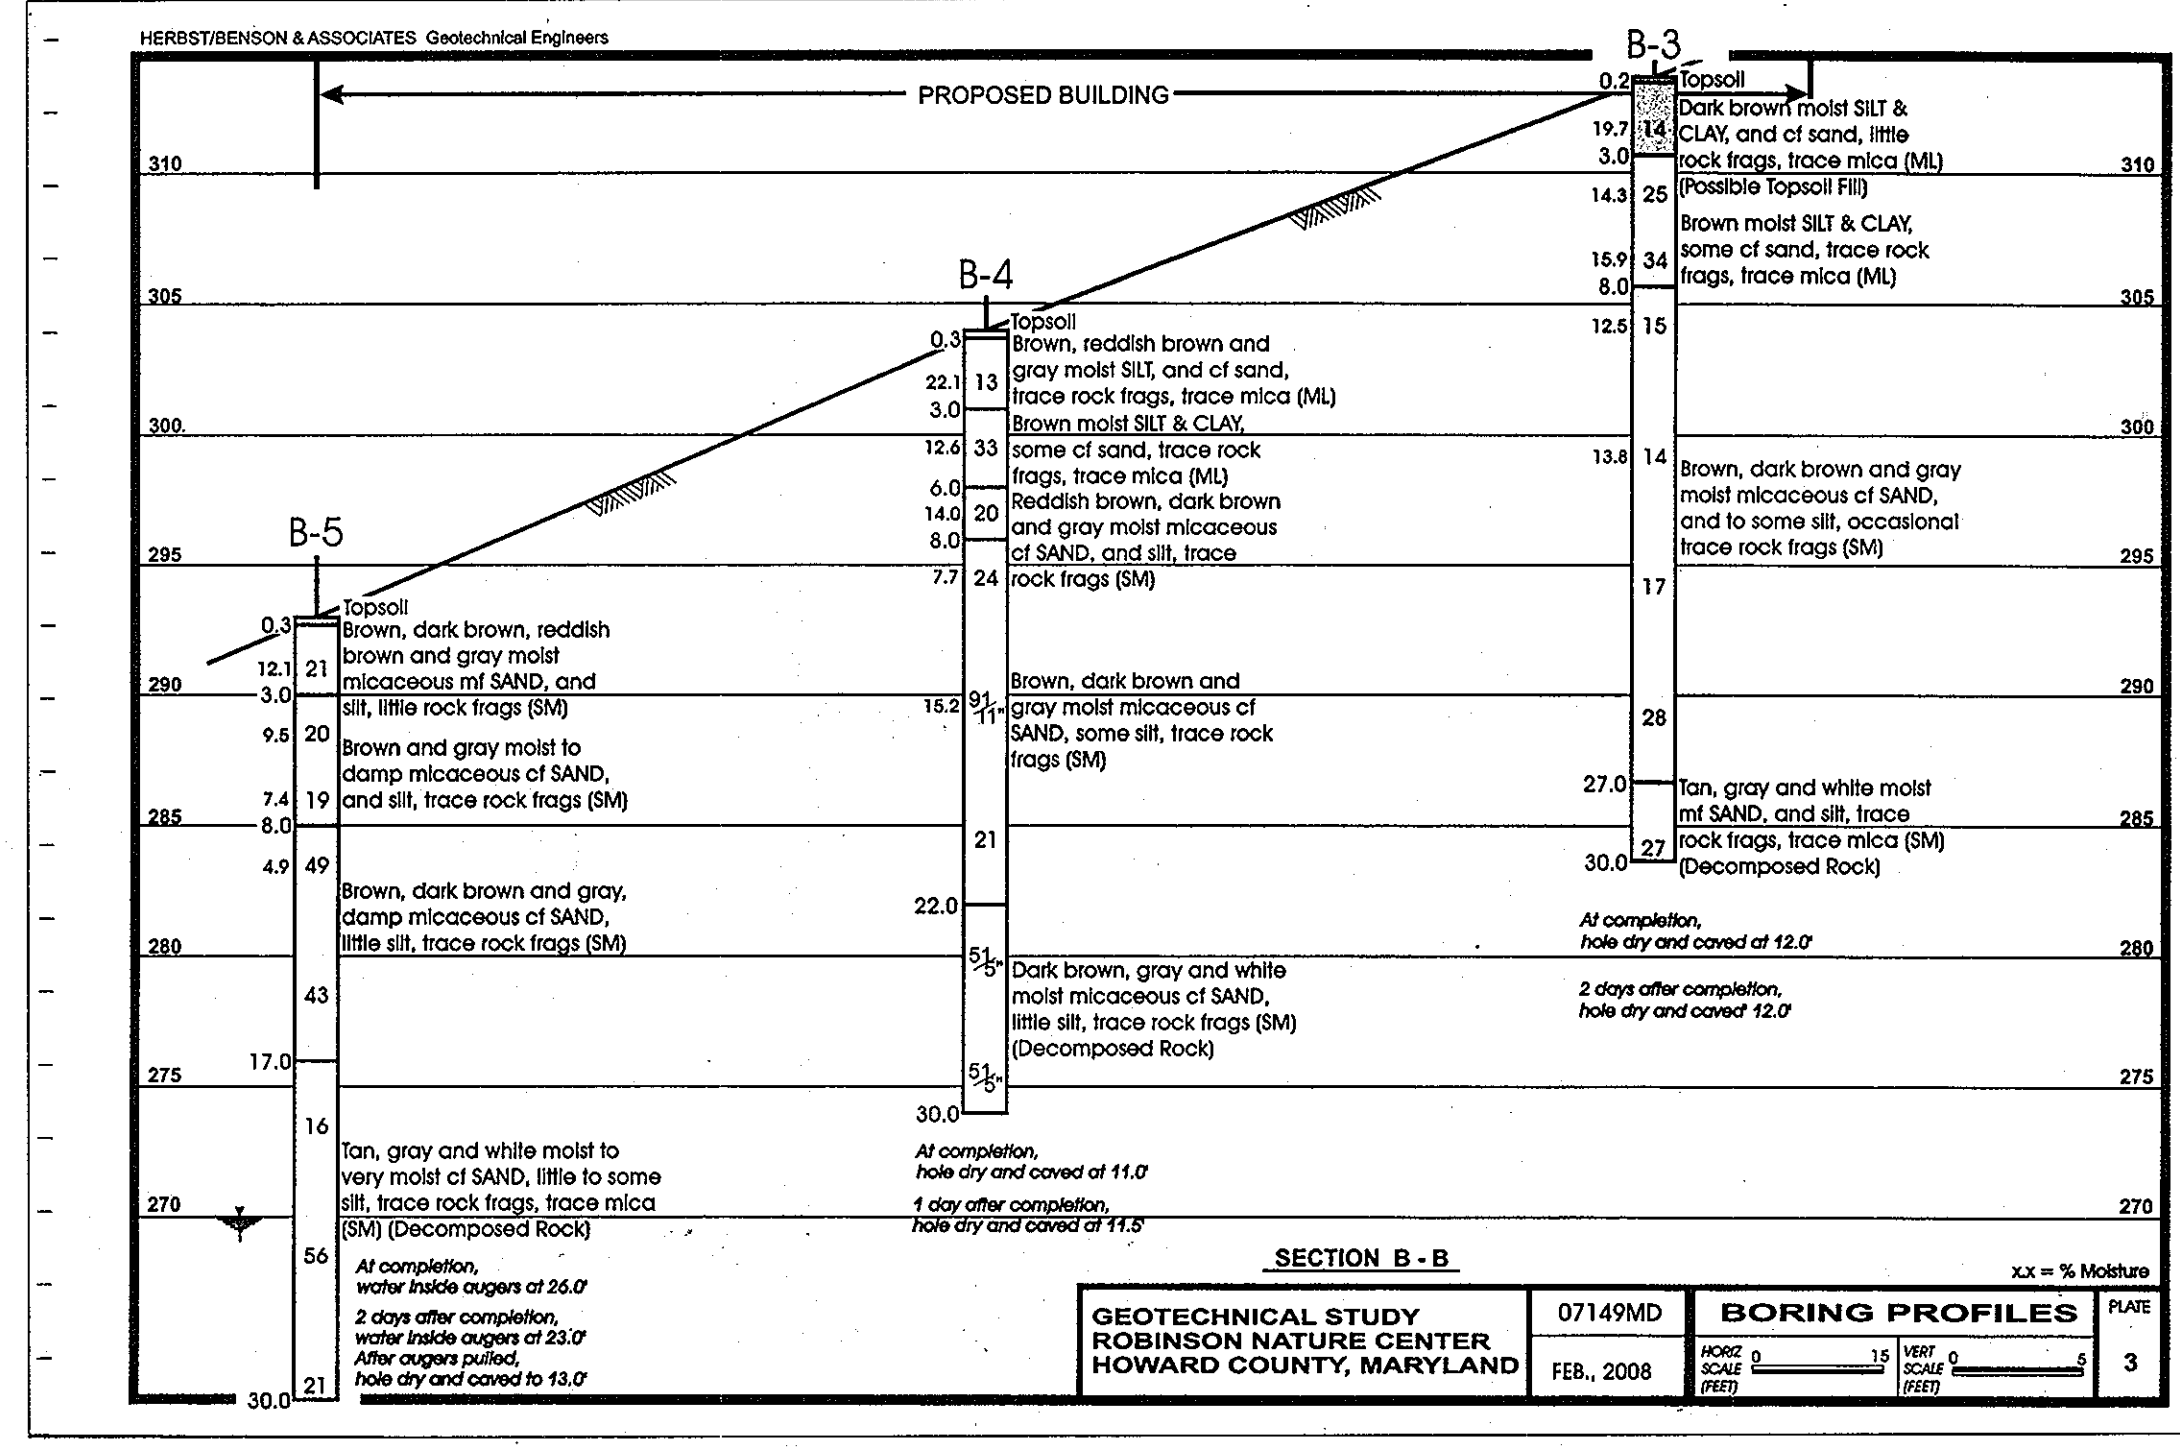 HERBST/BENSON & ASSOCIATES Geotechnical Engineers
PROPOSED BUILDING
B-3
0.2
Topsoil
Dark brown moist SILT &
CLAY, and cf sand, little
rock frags, trace mica (ML)
(Possible Topsoil Fill)
19.7 14
3.0
14.3 25
Brown moist SILT & CLAY,
some cf sand, trace rock
frags, trace mica (ML)
15.9 34
8.0
12.5 15
13.8 14
Brown, dark brown and gray
moist micaceous cf SAND,
and to some silt, occasional
trace rock frags (SM)
17
28
27.0
Tan, gray and white moist
mf SAND, and silt, trace
rock frags, trace mica (SM)
(Decomposed Rock)
27
30.0
At completion,
hole dry and caved at 12.0'
2 days after completion,
hole dry and caved 12.0'
B-4
Topsoil
0.3
Brown, reddish brown and
gray moist SILT, and cf sand,
trace rock frags, trace mica (ML)
22.1 13
3.0
Brown moist SILT & CLAY,
some cf sand, trace rock
frags, trace mica (ML)
12.6 33
6.0
Reddish brown, dark brown
and gray moist micaceous
cf SAND, and silt, trace
rock frags (SM)
14.0 20
8.0
7.7 24
15.2 91/11"
Brown, dark brown and
gray moist micaceous cf
SAND, some silt, trace rock
frags (SM)
21
22.0
51/5"
Dark brown, gray and white
moist micaceous cf SAND,
little silt, trace rock frags (SM)
(Decomposed Rock)
51/5"
30.0
At completion,
hole dry and caved at 11.0'
1 day after completion,
hole dry and caved at 11.5'
B-5
Topsoil
0.3
Brown, dark brown, reddish
brown and gray moist
micaceous mf SAND, and
silt, little rock frags (SM)
12.1 21
3.0
9.5 20
Brown and gray moist to
damp micaceous cf SAND,
and silt, trace rock frags (SM)
7.4 19
8.0
4.9 49
Brown, dark brown and gray,
damp micaceous cf SAND,
little silt, trace rock frags (SM)
43
17.0
16
Tan, gray and white moist to
very moist cf SAND, little to some
silt, trace rock frags, trace mica
(SM) (Decomposed Rock)
56
At completion,
water inside augers at 26.0'
2 days after completion,
water inside augers at 23.0'
After augers pulled,
hole dry and caved to 13.0'
21
30.0
310
305
300.
295
290
285
280
275
270
310
305
300
295
290
285
280
275
270
SECTION B - B
x.x = % Moisture
GEOTECHNICAL STUDY
ROBINSON NATURE CENTER
HOWARD COUNTY, MARYLAND
07149MD
FEB., 2008
BORING PROFILES
HORIZ
SCALE
(FEET)
0 15
VERT
SCALE
(FEET)
0 5
PLATE
3